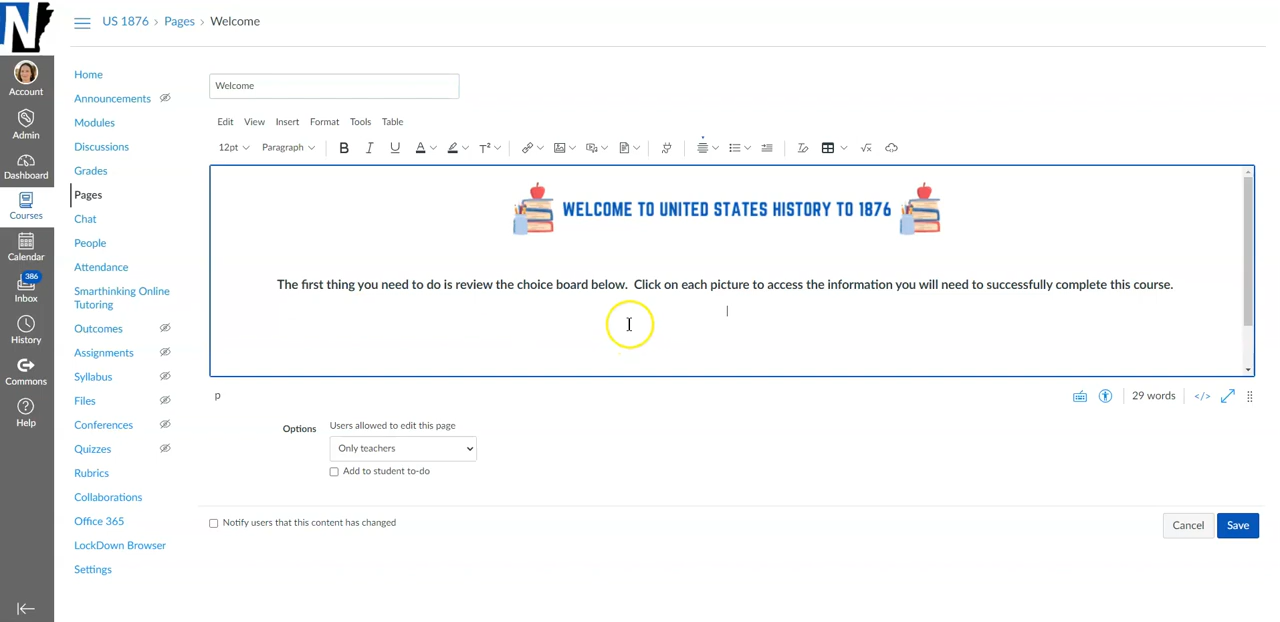 N
US 1876 › Pages › Welcome
Account
Admin
Dashboard
Courses
Calendar
386
Inbox
History
Commons
Help
Home
Announcements
Modules
Discussions
Grades
Pages
Chat
People
Attendance
Smarthinking Online
Tutoring
Outcomes
Assignments
Syllabus
Files
Conferences
Quizzes
Rubrics
Collaborations
Office 365
LockDown Browser
Settings
Welcome
Edit View Insert Format Tools Table
12pt Paragraph B I U A T²
WELCOME TO UNITED STATES HISTORY TO 1876
The first thing you need to do is review the choice board below. Click on each picture to access the information you will need to successfully complete this course.
p
29 words </>
Options
Users allowed to edit this page
Only teachers
Add to student to-do
Notify users that this content has changed
Cancel Save